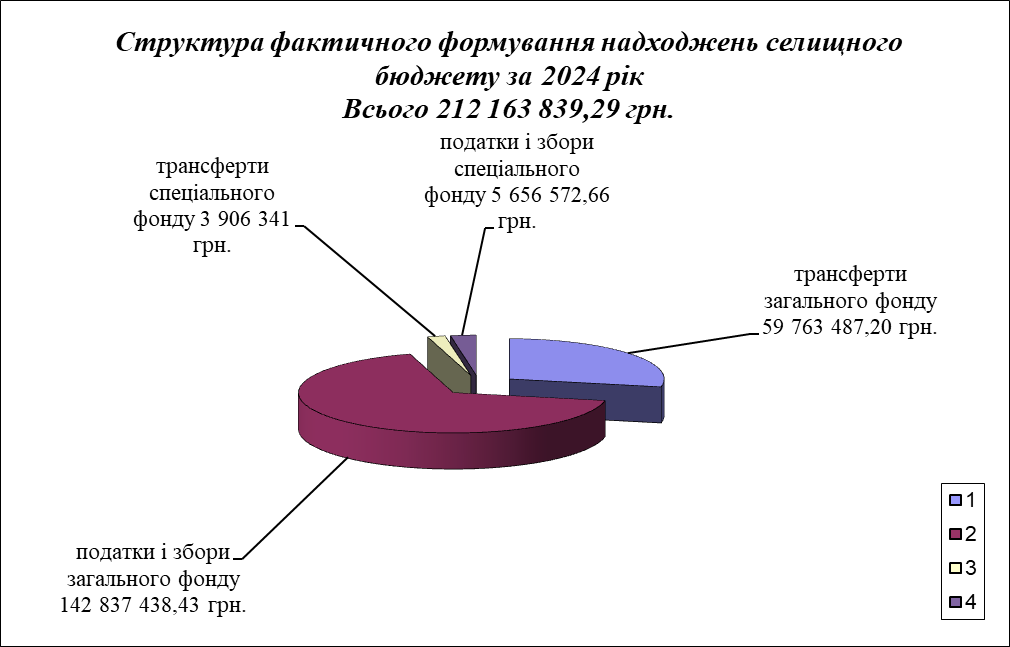 Структура фактичного формування надходжень селищного
бюджету за 2024 рік
Всього 212 163 839,29 грн.
податки і збори
спеціального
фонду 5 656 572,66
грн.
трансферти
спеціального
фонду 3 906 341
грн.
трансферти
загального фонду
59 763 487,20 грн.
податки і збори
загального фонду
142 837 438,43 грн.
1
2
3
4